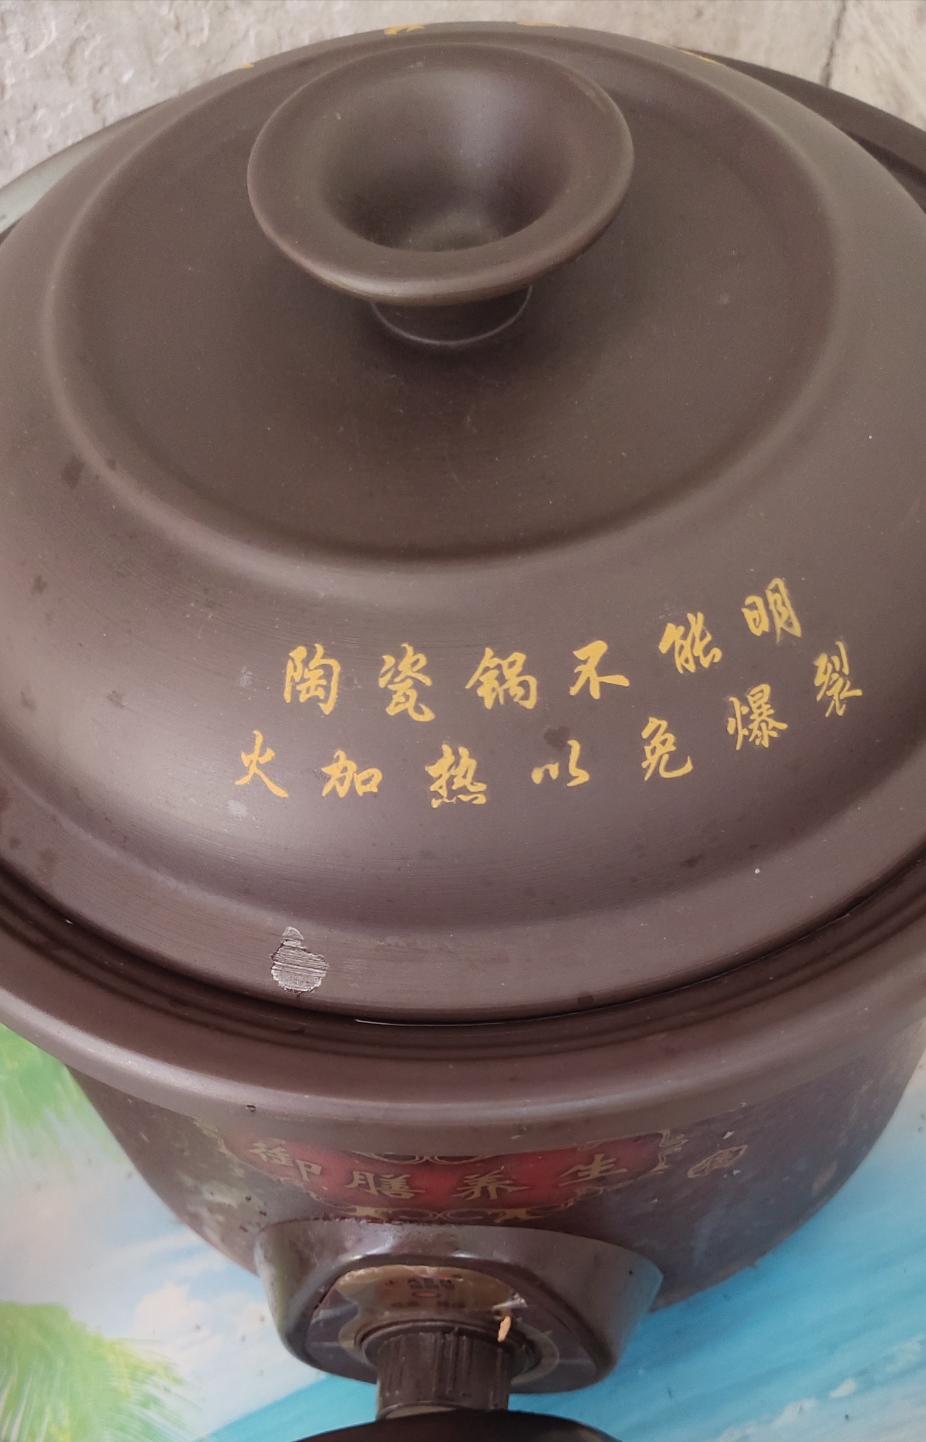 陶瓷锅不能明
火加热以免爆裂
御膳养生